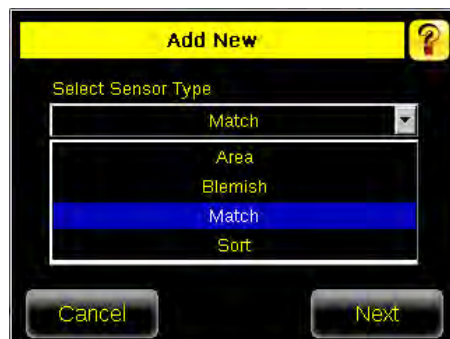 Add New
?
Select Sensor Type
Match
Area
Blemish
Match
Sort
Cancel
Next